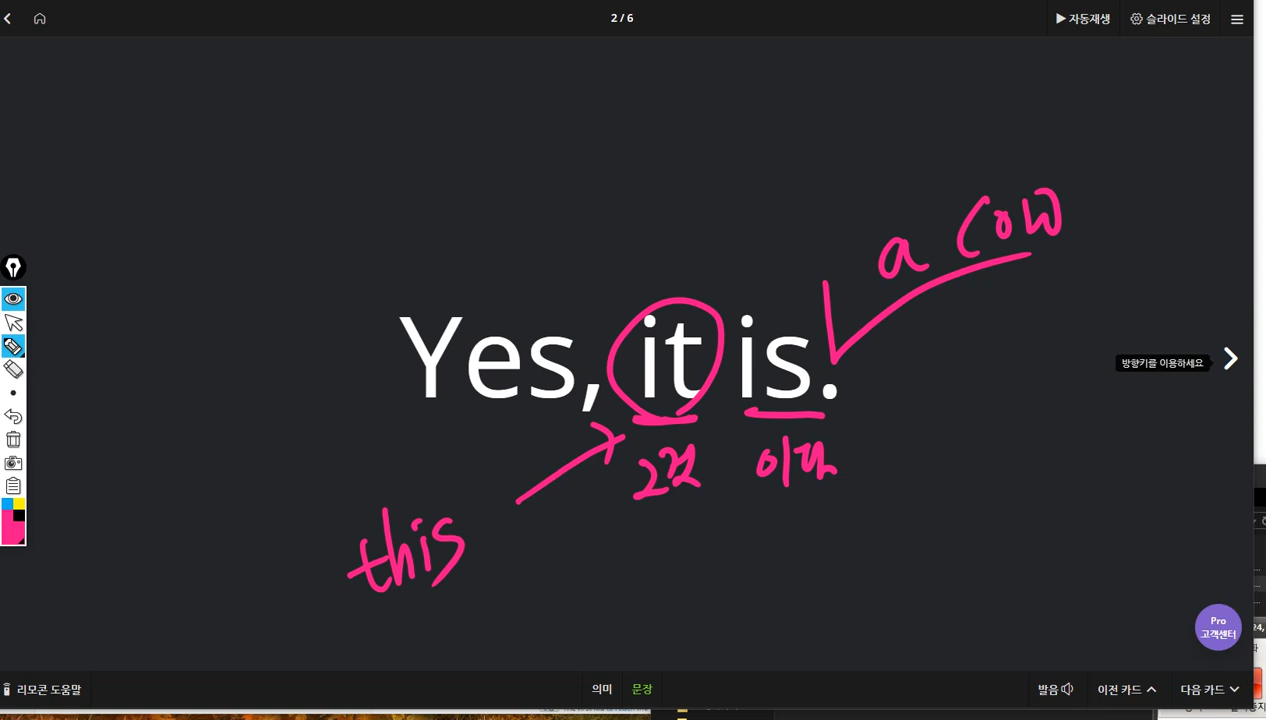 2 / 6
자동재생
슬라이드 설정
a cow
Yes, it is.
방향키를 이용하세요
그것
이다
this
Pro
고객센터
리모콘 도움말
의미
문장
발음
이전 카드
다음 카드